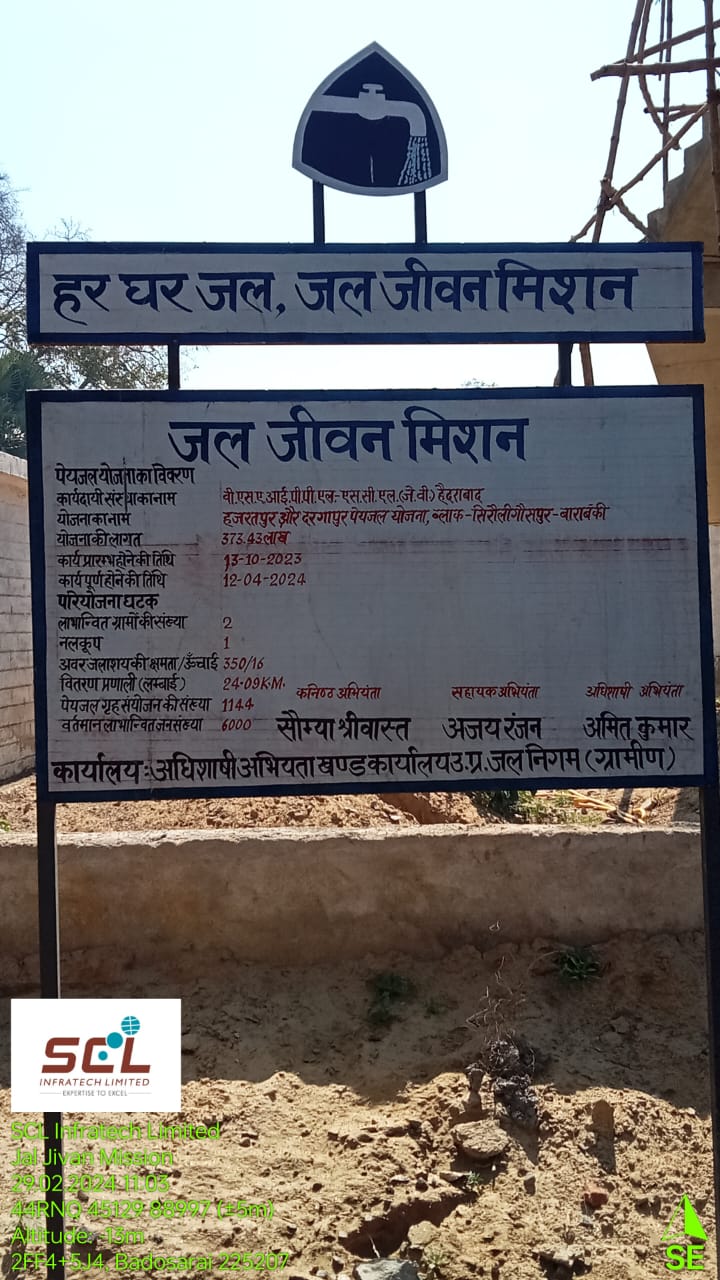 हर घर जल, जल जीवन मिशन
जल जीवन मिशन
पेयजल योजना का विवरण
कार्यदायी संस्था का नाम वी.एस.ए.आई.पी.पी.एल- एस.सी.एल.(जे.वी.) हैदराबाद
योजना का नाम हजरतपुर और दरगापुर पेयजल योजना, ब्लाक-सिरौलीगौसपुर-बाराबंकी
योजना की लागत 373.43 लाख
कार्य प्रारम्भ होने की तिथि 13-10-2023
कार्य पूर्ण होने की तिथि 12-04-2024
परियोजना घटक
लाभान्वित ग्रामों की संख्या 2
नलकूप 1
अवर जलाशय की क्षमता/ऊँचाई 350/16
वितरण प्रणाली (लम्बाई) 24.09 K.M.
पेयजल गृह संयोजन की संख्या 1144
वर्तमान लाभान्वित जनसंख्या 6000
कनिष्ठ अभियंता सहायक अभियंता अधिशाषी अभियंता
सौम्या श्रीवास्त अजय रंजन अमित कुमार
कार्यालय: अधिशाषी अभियता खण्ड कार्यालय उ.प्र. जल निगम (ग्रामीण)
SCL
INFRATECH LIMITED
EXPERTISE TO EXCEL
SCL Infratech Limited
Jal Jivan Mission
29.02.2024 11:03
44RNQ 45129 88997 (±5m)
Altitude: -13m
2FF4+5J4, Badosarai 225207
SE